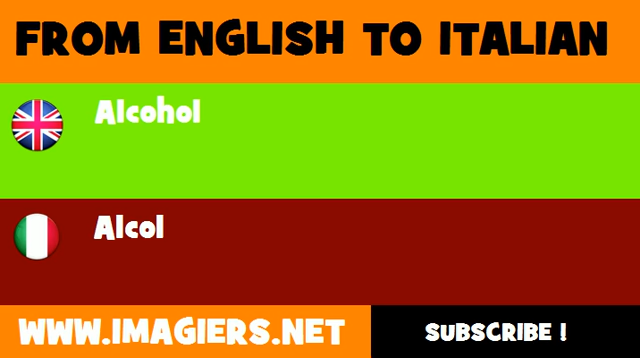 FROM ENGLISH TO ITALIAN
Alcohol
Alcol
WWW.IMAGIERS.NET
SUBSCRIBE !